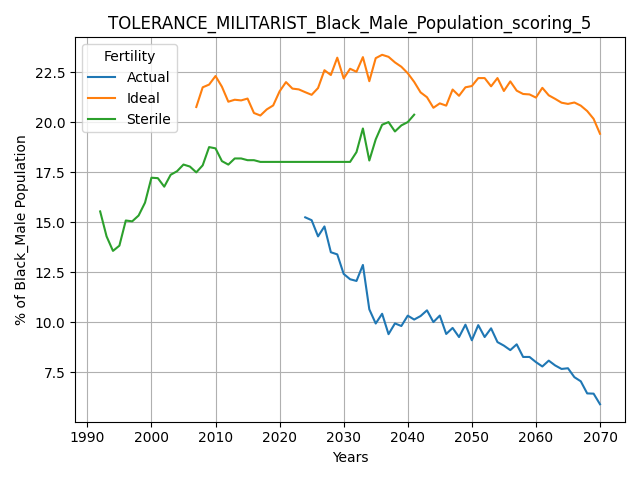 TOLERANCE_MILITARIST_Black_Male_Population_scoring_5
Fertility
Actual
Ideal
Sterile
% of Black_Male Population
22.5
20.0
17.5
15.0
12.5
10.0
7.5
1990 2000 2010 2020 2030 2040 2050 2060 2070
Years